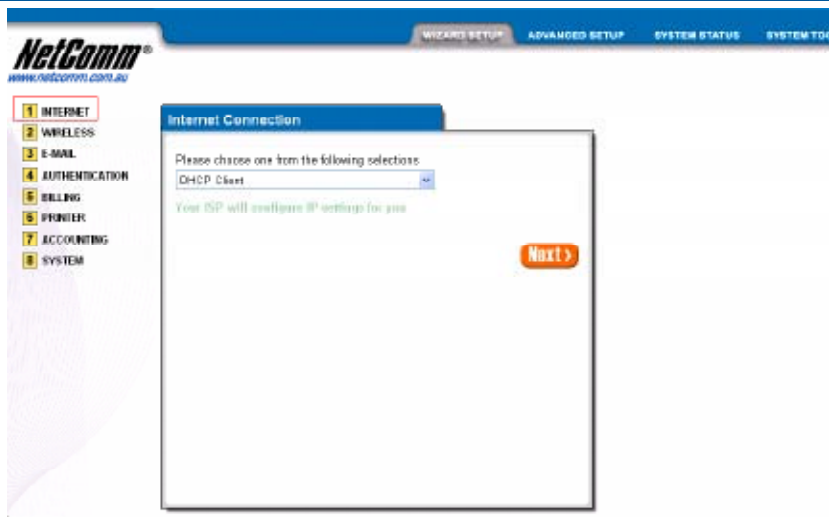 NetComm®
www.netcomm.com.au
WIZARD SETUP
ADVANCED SETUP
SYSTEM STATUS
SYSTEM TO
1 INTERNET
2 WIRELESS
3 E-MAIL
4 AUTHENTICATION
5 BILLING
6 PRINTER
7 ACCOUNTING
8 SYSTEM
Internet Connection
Please choose one from the following selections
DHCP Client
Your ISP will configure IP settings for you
Next >